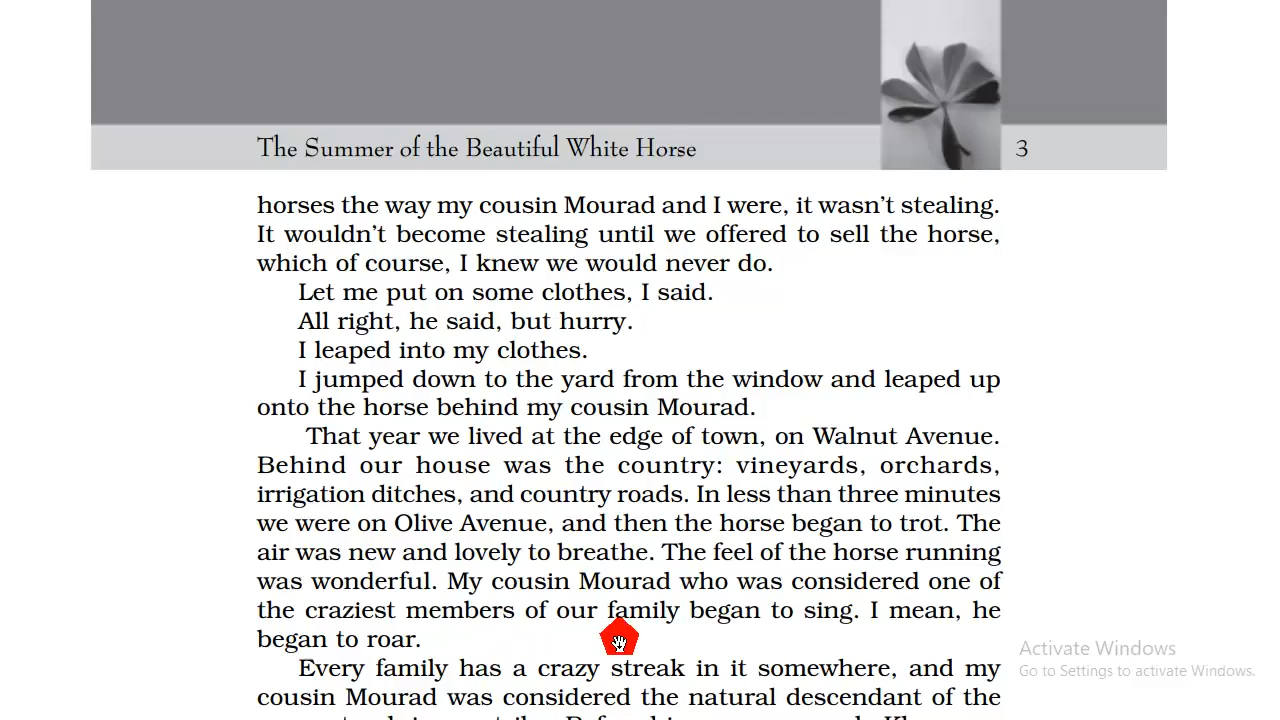 The Summer of the Beautiful White Horse
3
horses the way my cousin Mourad and I were, it wasn't stealing.
It wouldn't become stealing until we offered to sell the horse,
which of course, I knew we would never do.
Let me put on some clothes, I said.
All right, he said, but hurry.
I leaped into my clothes.
I jumped down to the yard from the window and leaped up
onto the horse behind my cousin Mourad.
That year we lived at the edge of town, on Walnut Avenue.
Behind our house was the country: vineyards, orchards,
irrigation ditches, and country roads. In less than three minutes
we were on Olive Avenue, and then the horse began to trot. The
air was new and lovely to breathe. The feel of the horse running
was wonderful. My cousin Mourad who was considered one of
the craziest members of our family began to sing. I mean, he
began to roar.
Every family has a crazy streak in it somewhere, and my
cousin Mourad was considered the natural descendant of the
Activate Windows
Go to Settings to activate Windows.